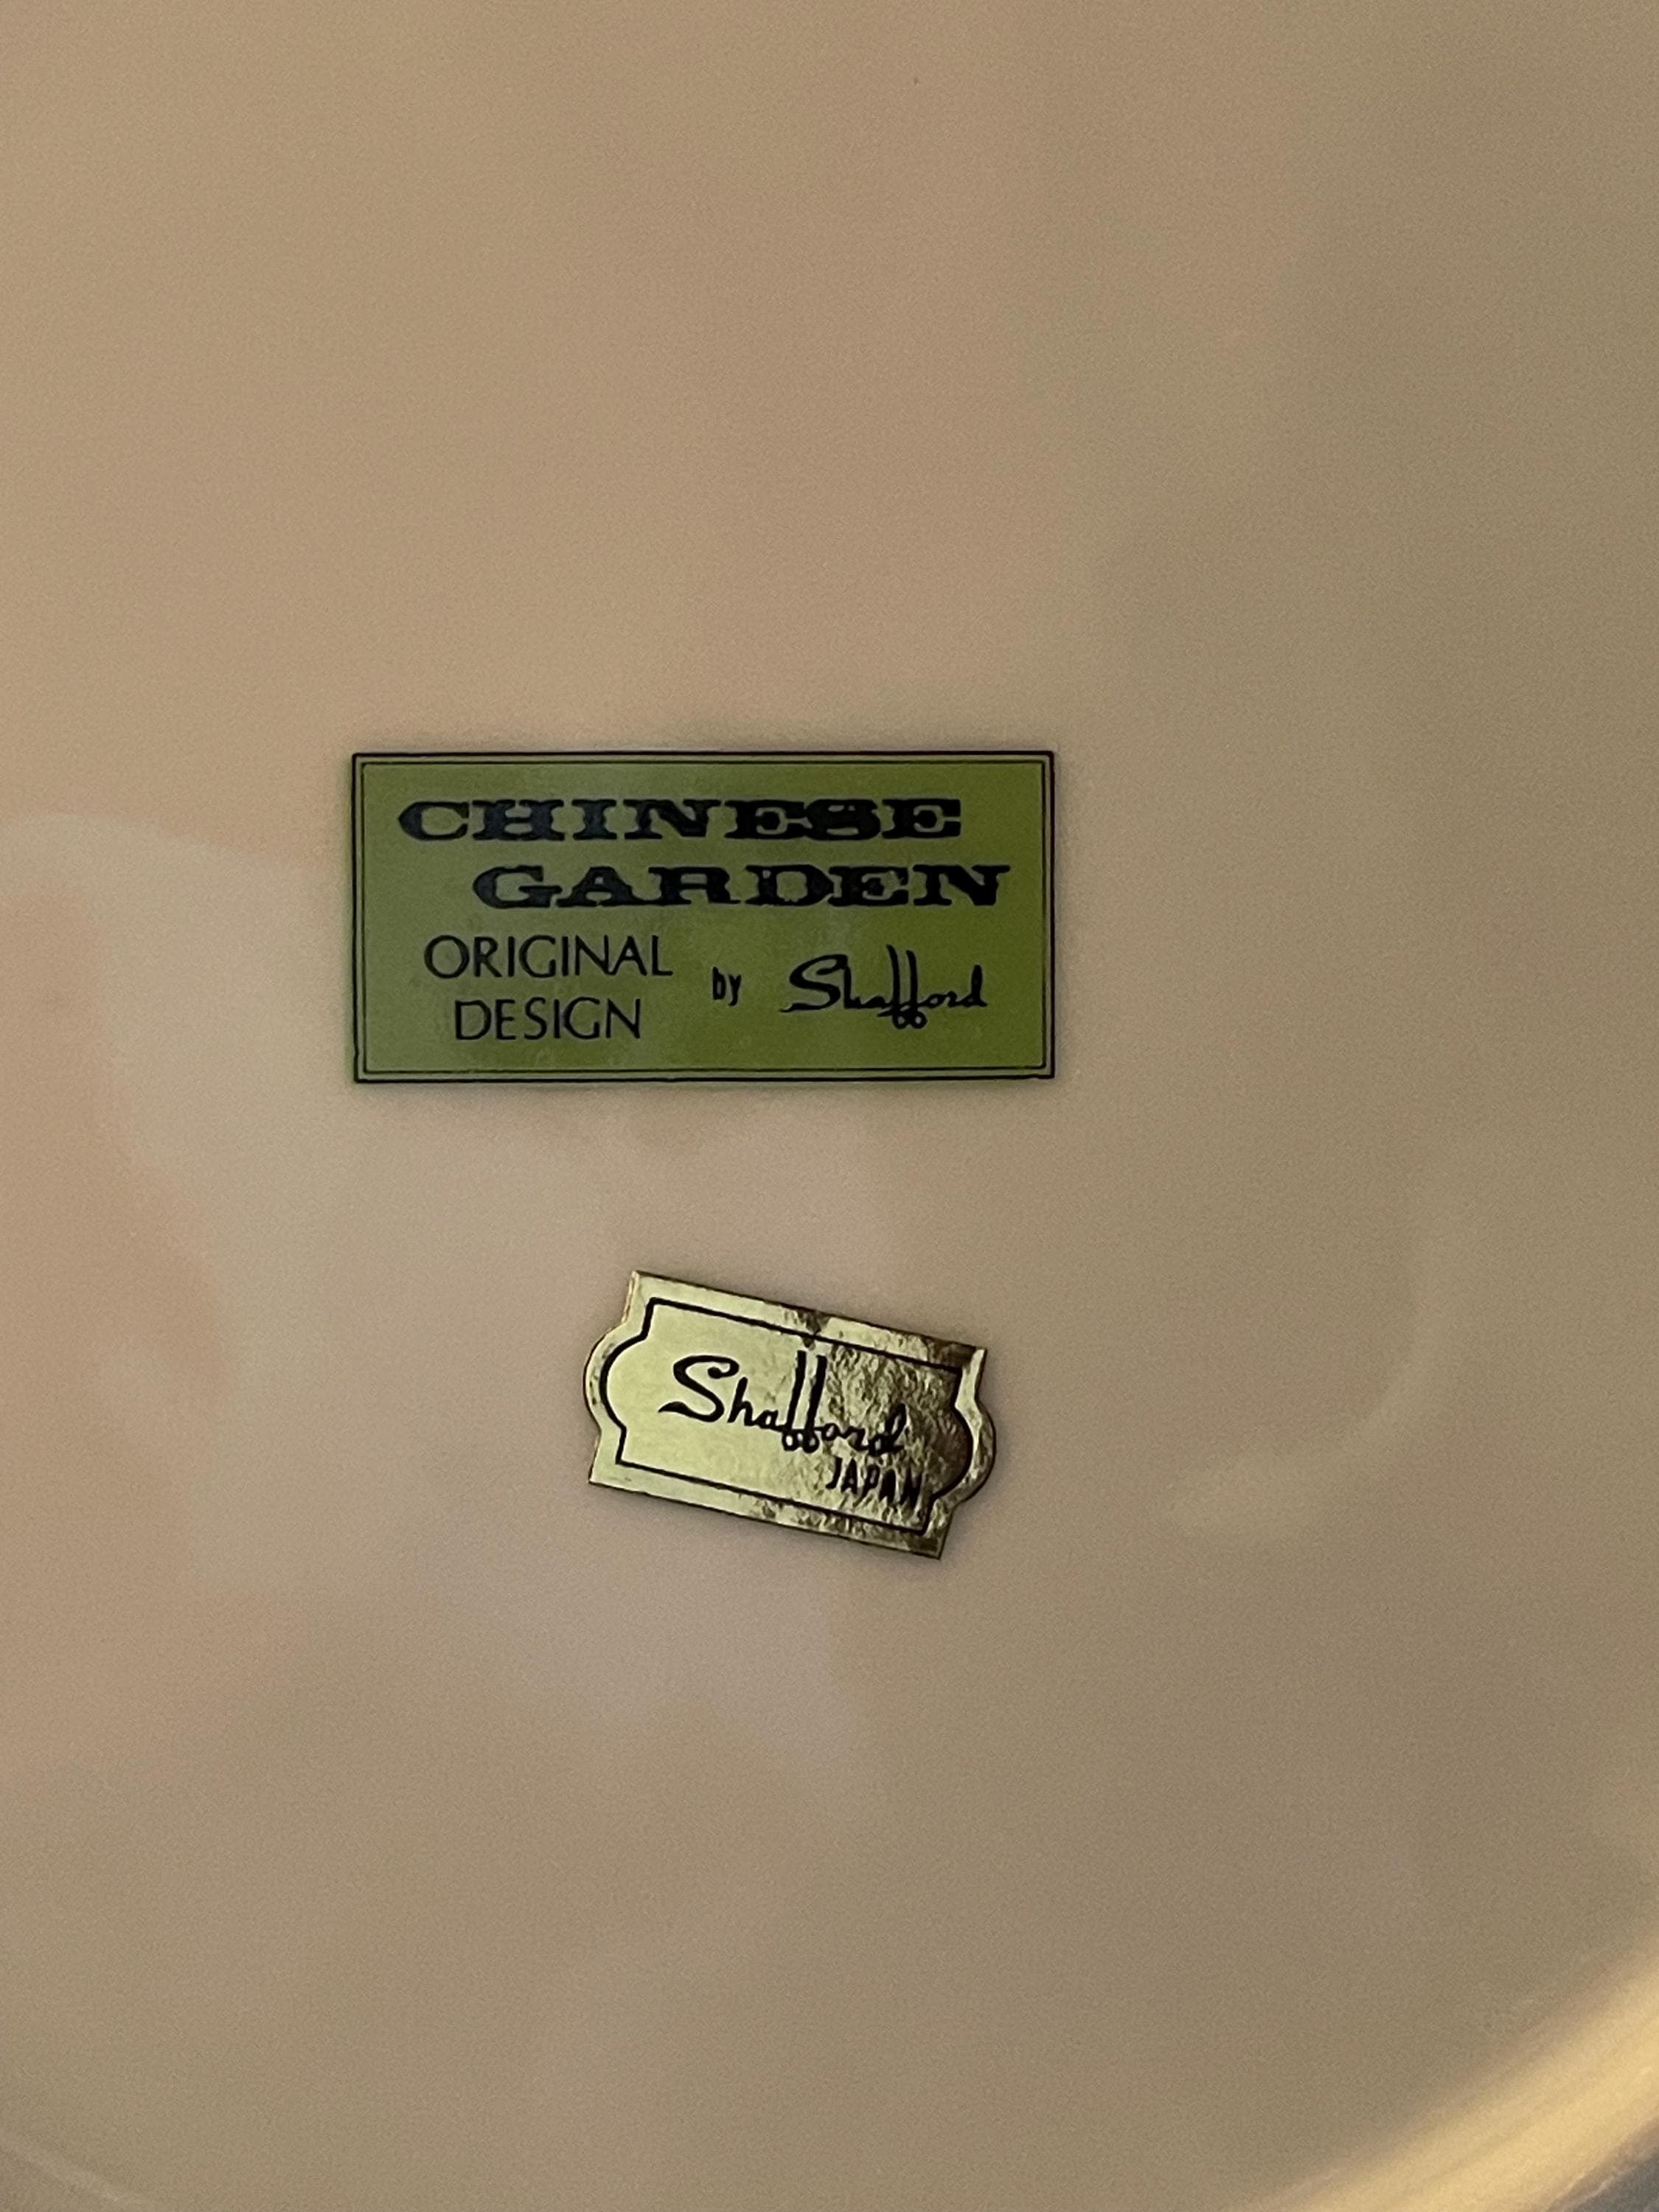 CHINESE
GARDEN
ORIGINAL
DESIGN
by Shafford
Shafford
JAPAN